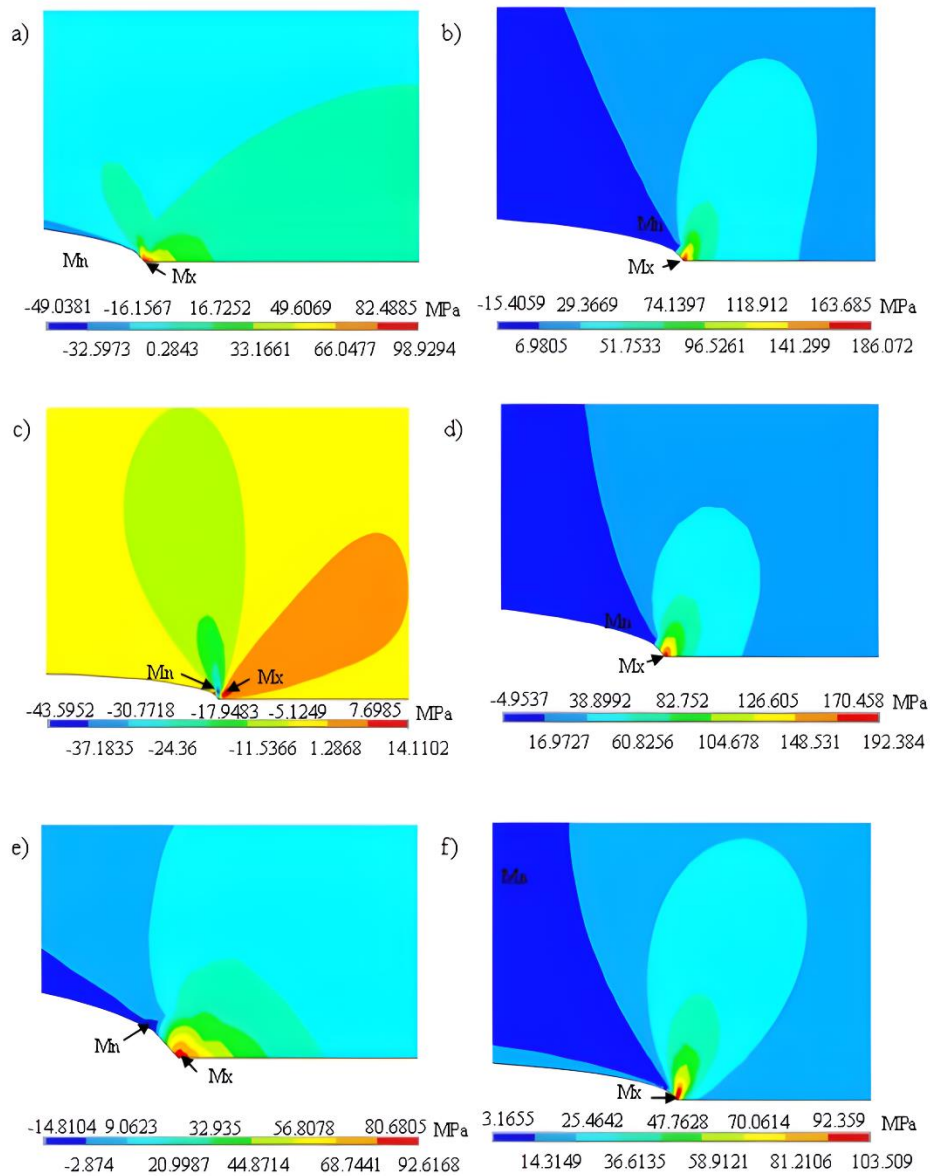 a)
Mn
Mx
-49.0381 -16.1567 16.7252 49.6069 82.4885 MPa
-32.5973 0.2843 33.1661 66.0477 98.9294
b)
Mn
Mx
-15.4059 29.3669 74.1397 118.912 163.685 MPa
6.9805 51.7533 96.5261 141.299 186.072
c)
Mn
Mx
-43.5952 -30.7718 -17.9483 -5.1249 7.6985 MPa
-37.1835 -24.36 -11.5366 1.2868 14.1102
d)
Mn
Mx
-4.9537 38.8992 82.752 126.605 170.458 MPa
16.9727 60.8256 104.678 148.531 192.384
e)
Mn
Mx
-14.8104 9.0623 32.935 56.8078 80.6805 MPa
-2.874 20.9987 44.8714 68.7441 92.6168
f)
Mn
Mx
3.1655 25.4642 47.7628 70.0614 92.359 MPa
14.3149 36.6135 58.9121 81.2106 103.509